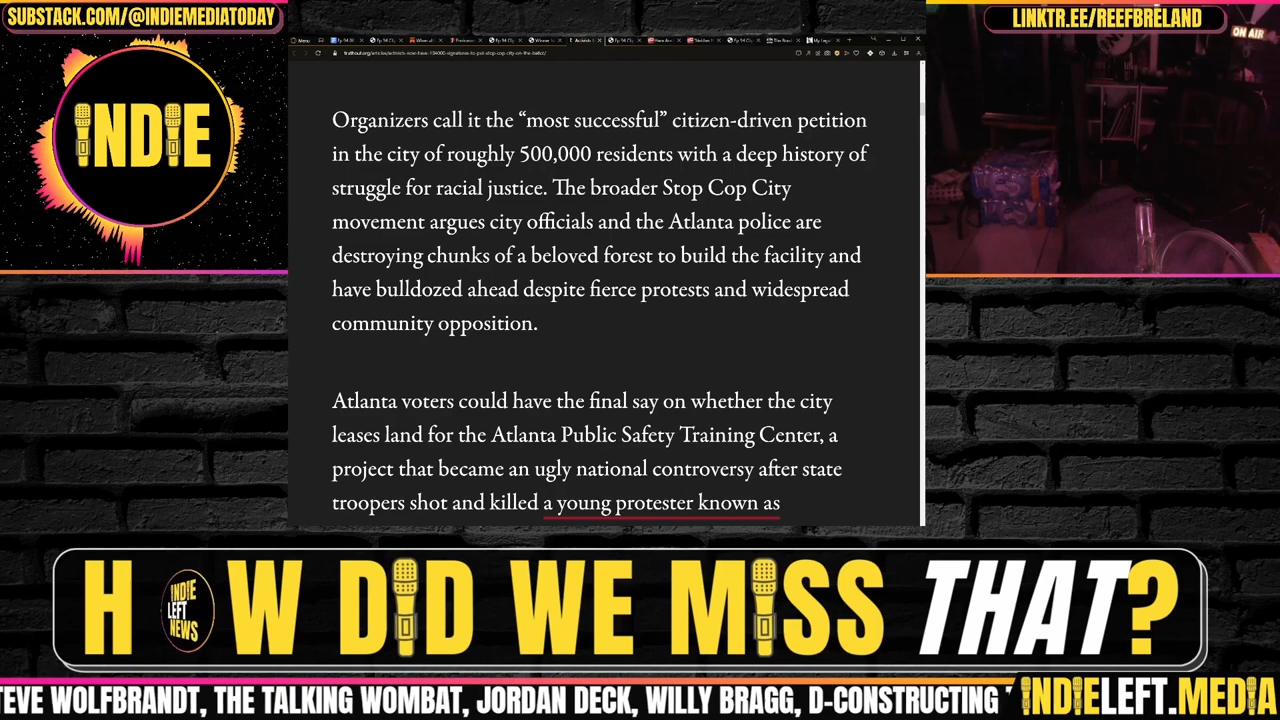 SUBSTACK.COM/@INDIEMEDIATODAY
LINKTR.EE/REEFBRELAND
ON AIR
INDIE
Organizers call it the “most successful” citizen-driven petition
in the city of roughly 500,000 residents with a deep history of
struggle for racial justice. The broader Stop Cop City
movement argues city officials and the Atlanta police are
destroying chunks of a beloved forest to build the facility and
have bulldozed ahead despite fierce protests and widespread
community opposition.
Atlanta voters could have the final say on whether the city
leases land for the Atlanta Public Safety Training Center, a
project that became an ugly national controversy after state
troopers shot and killed a young protester known as
HOW DID WE MISS THAT?
INDIE
LEFT
NEWS
TEVE WOLFBRANDT, THE TALKING WOMBAT, JORDAN DECK, WILLY BRAGG, D-CONSTRUCTING
INDIELEFT.MEDIA